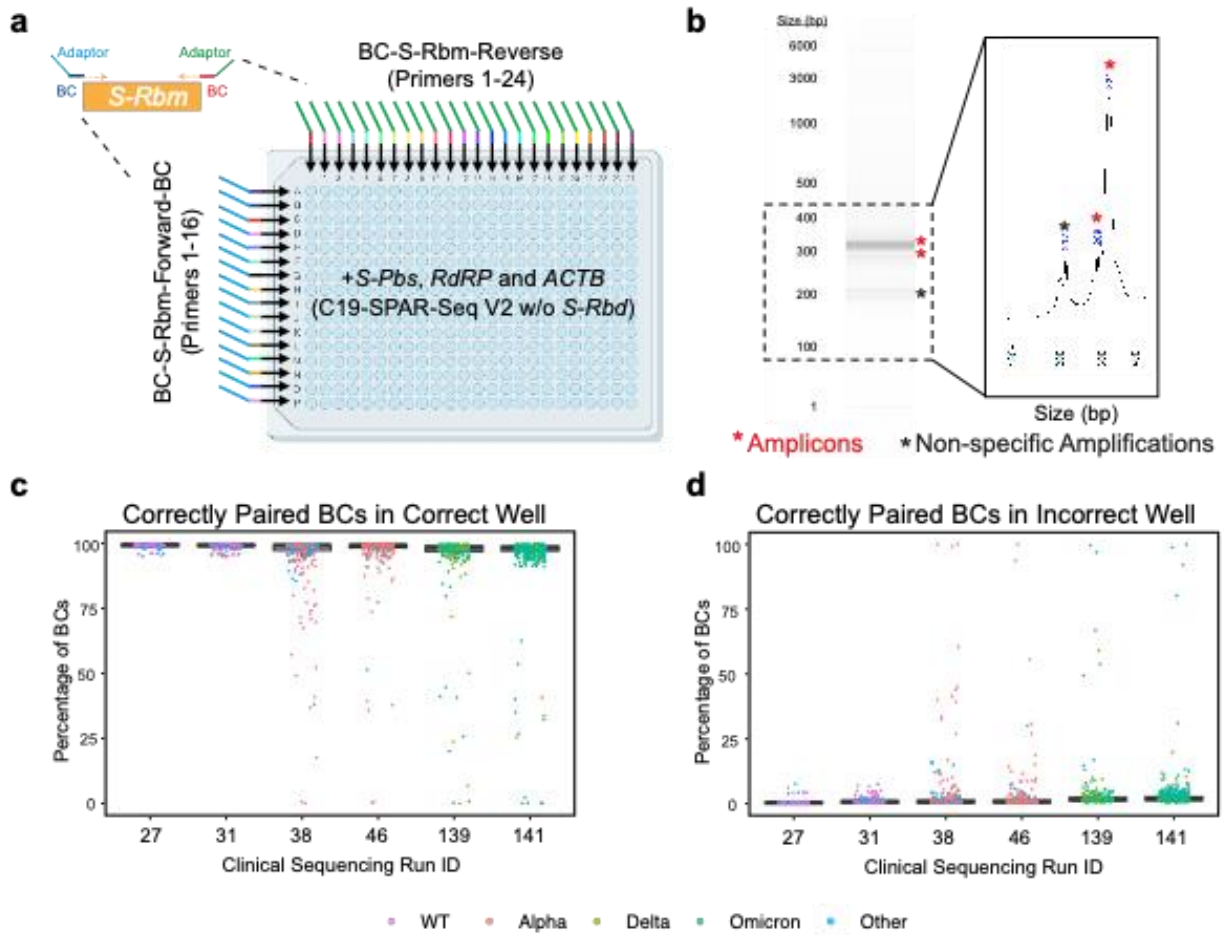 a
Adaptor
Adaptor
BC
BC
S-Rbm
BC-S-Rbm-Reverse
(Primers 1-24)
BC-S-Rbm-Forward-BC
(Primers 1-16)
+S-Pbs, RdRP and ACTB
(C19-SPAR-Seq V2 w/o S-Rbd)
b
Size (bp)
6000
3000
1000
500
400
300
200
100
1
Size (bp)
* Amplicons
* Non-specific Amplifications
c
Correctly Paired BCs in Correct Well
Percentage of BCs
100
75
50
25
0
27 31 38 46 139 141
Clinical Sequencing Run ID
d
Correctly Paired BCs in Incorrect Well
Percentage of BCs
100
75
50
25
0
27 31 38 46 139 141
Clinical Sequencing Run ID
WT Alpha Delta Omicron Other